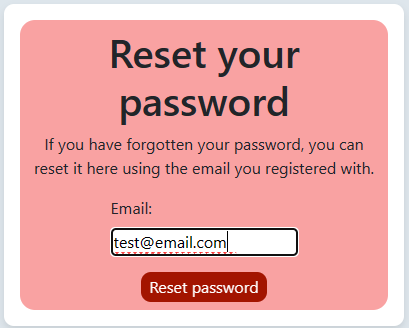 Reset your
password
If you have forgotten your password, you can
reset it here using the email you registered with.
Email:
test@email.com
Reset password